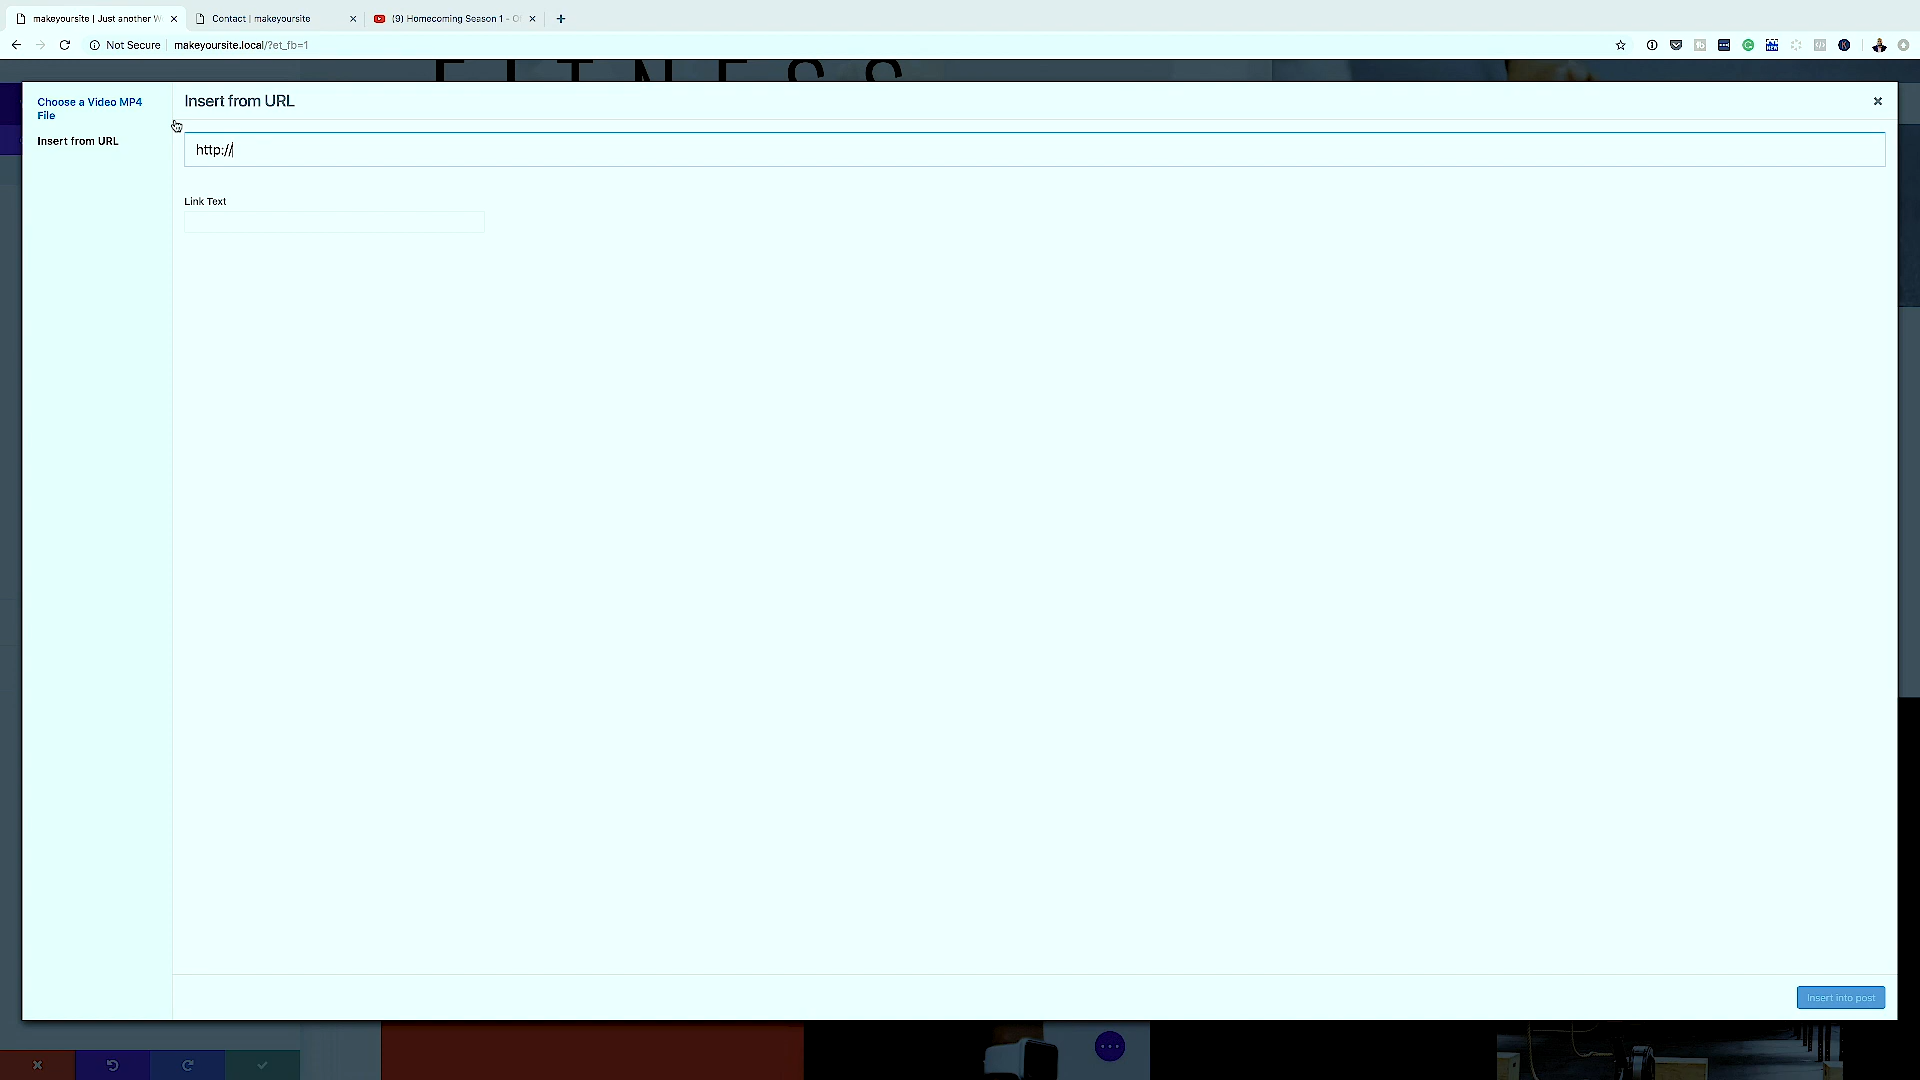 makeyoursite | Just another W
Contact | makeyoursite
(9) Homecoming Season 1 - O
Not Secure
makeyoursite.local/?et_fb=1
FITNESS
Choose a Video MP4
File
Insert from URL
Insert from URL
http://
Link Text
Insert into post